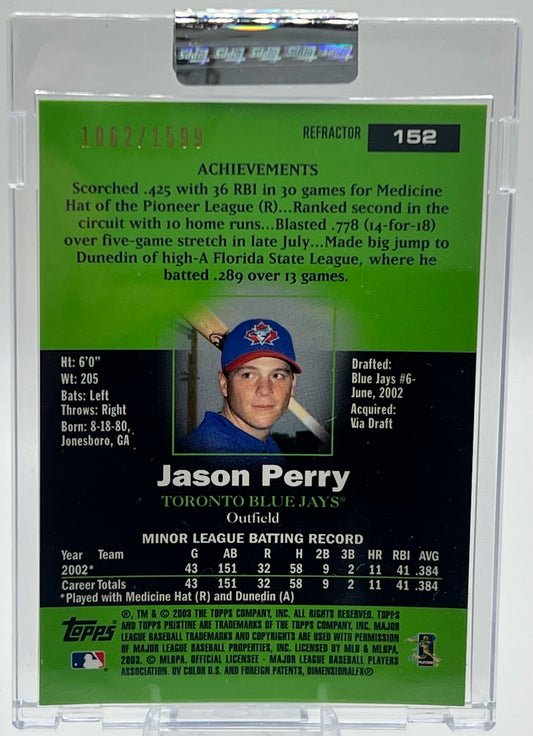 Topps Topps Topps Topps Topps
1062/1599
REFRACTOR 152
ACHIEVEMENTS
Scorched .425 with 36 RBI in 30 games for Medicine
Hat of the Pioneer League (R)...Ranked second in the
circuit with 10 home runs...Blasted .778 (14-for-18)
over five-game stretch in late July...Made big jump to
Dunedin of high-A Florida State League, where he
batted .289 over 13 games.
Ht: 6'0"
Wt: 205
Bats: Left
Throws: Right
Born: 8-18-80,
Jonesboro, GA
Drafted:
Blue Jays #6-
June, 2002
Acquired:
Via Draft
Jason Perry
TORONTO BLUE JAYS®
Outfield
MINOR LEAGUE BATTING RECORD
Year Team G AB R H 2B 3B HR RBI AVG
2002* 43 151 32 58 9 2 11 41 .384
Career Totals 43 151 32 58 9 2 11 41 .384
*Played with Medicine Hat (R) and Dunedin (A)
Topps
®, TM & © 2003 THE TOPPS COMPANY, INC. ALL RIGHTS RESERVED. TOPPS
AND TOPPS PRISTINE ARE TRADEMARKS OF THE TOPPS COMPANY, INC. MAJOR
LEAGUE BASEBALL TRADEMARKS AND COPYRIGHTS ARE USED WITH PERMISSION
OF MAJOR LEAGUE BASEBALL PROPERTIES, INC. LICENSED BY MLB & MLBPA,
2003. © MLBPA. OFFICIAL LICENSEE - MAJOR LEAGUE BASEBALL PLAYERS
ASSOCIATION. UV COLOR U.S. AND FOREIGN PATENTS, DIMENSIONALFX®